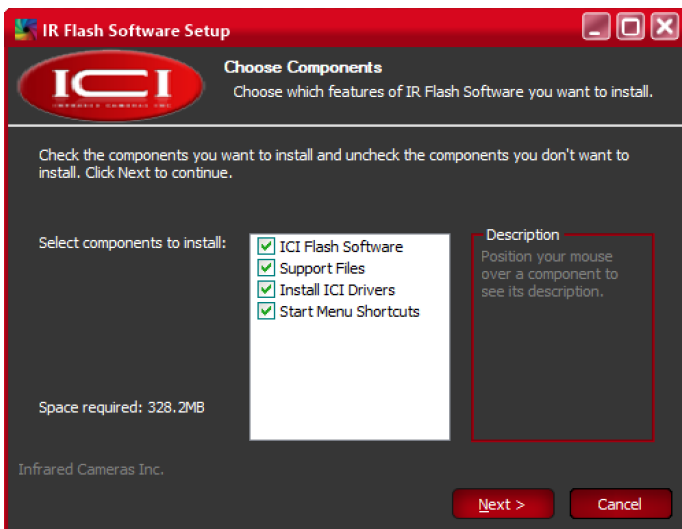 IR Flash Software Setup
ICI
INFRARED CAMERAS INC
Choose Components
Choose which features of IR Flash Software you want to install.
Check the components you want to install and uncheck the components you don't want to
install. Click Next to continue.
Select components to install:
ICI Flash Software
Support Files
Install ICI Drivers
Start Menu Shortcuts
Description
Position your mouse
over a component to
see its description.
Space required: 328.2MB
Infrared Cameras Inc.
Next >
Cancel